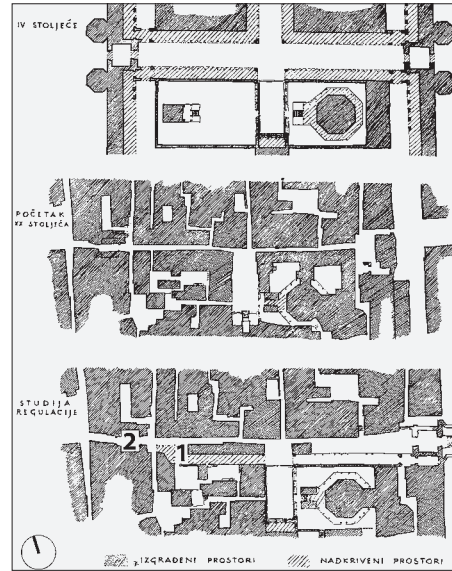 IV STOLJEĆE
POČETAK
XX STOLJEĆA
STUDIJA
REGULACIJE
2
1
IZGRAĐENI PROSTORI
NADKRIVENI PROSTORI